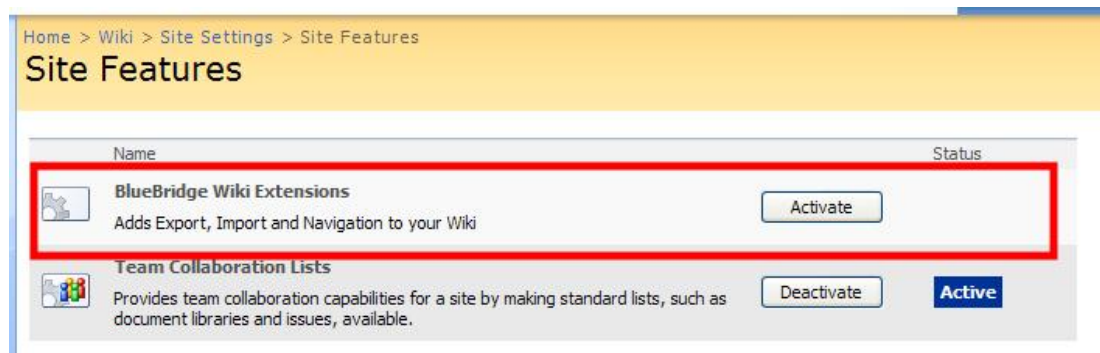 Home > Wiki > Site Settings > Site Features
Site Features
Name Status
BlueBridge Wiki Extensions
Adds Export, Import and Navigation to your Wiki
Activate
Team Collaboration Lists
Provides team collaboration capabilities for a site by making standard lists, such as
document libraries and issues, available.
Deactivate
Active